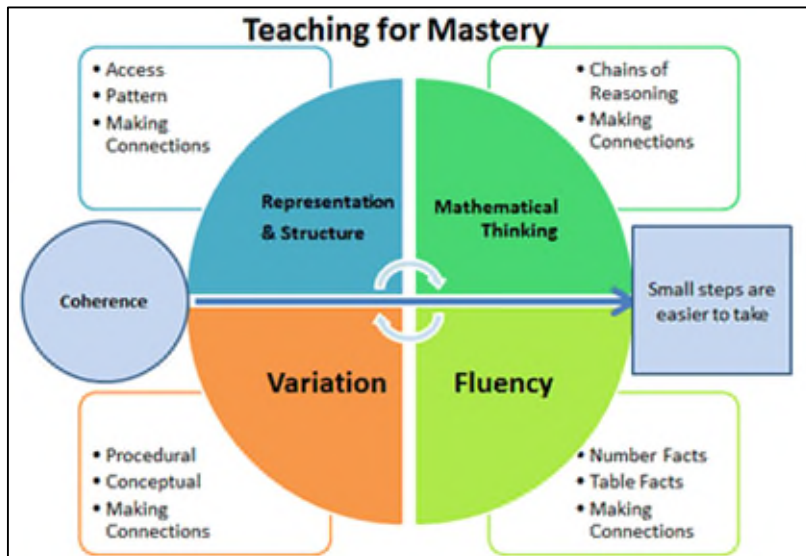 Teaching for Mastery
• Access
• Pattern
• Making
Connections
• Chains of
Reasoning
• Making
Connections
Representation
& Structure
Mathematical
Thinking
Coherence
Small steps are
easier to take
Variation
Fluency
• Procedural
• Conceptual
• Making
Connections
• Number Facts
• Table Facts
• Making
Connections